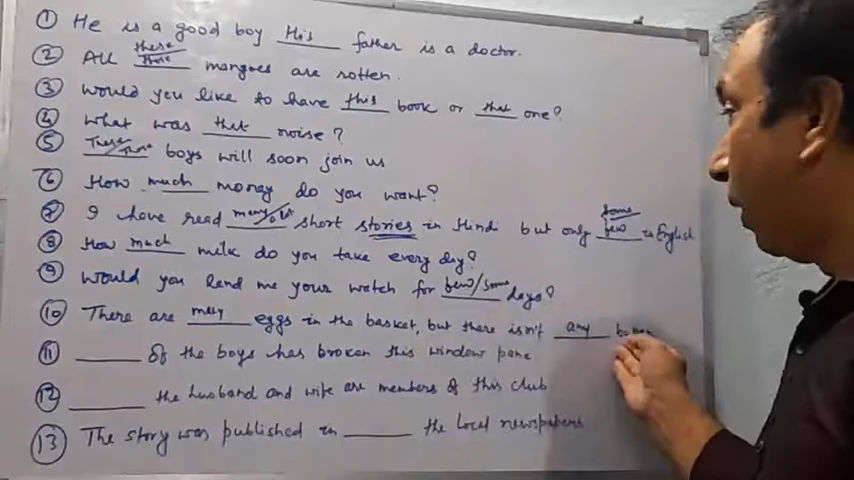 ① He is a good boy His father is a doctor.
② All these/those mangoes are rotten.
③ Would you like to have this book or that one?
④ What was that noise?
⑤ These/Those boys will soon join us
⑥ How much money do you want?
⑦ I have read many/a lot short stories in Hindi but only some/few in English
⑧ How much milk do you take every day?
⑨ Would you lend me your watch for few/some days?
⑩ There are many eggs in the basket, but there isn't any
⑪ ______ of the boys has broken this window pane
⑫ ______ the husband and wife are members of this club
⑬ The story was published in ______ the local newspapers